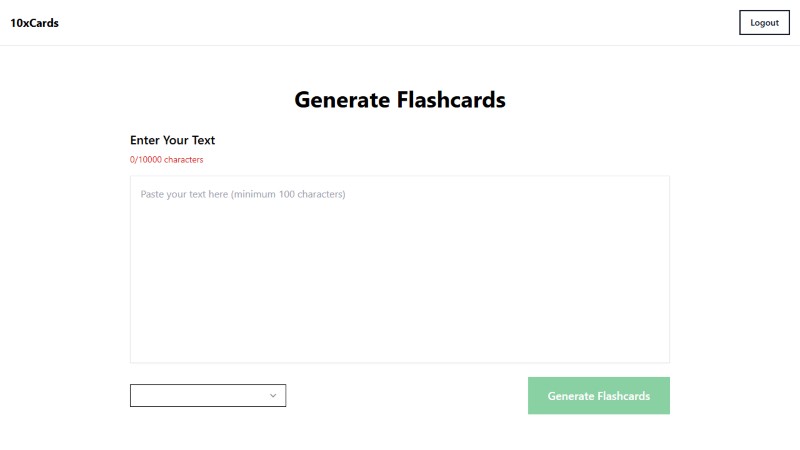 10xCards
Logout
Generate Flashcards
Enter Your Text
0/10000 characters
Paste your text here (minimum 100 characters)
Generate Flashcards